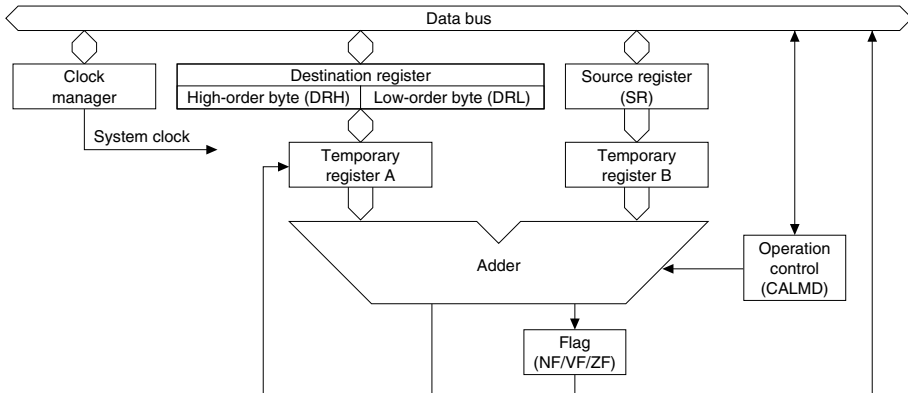 Data bus
Clock
manager
Destination register
High-order byte (DRH)
Low-order byte (DRL)
Source register
(SR)
System clock
Temporary
register A
Temporary
register B
Adder
Operation
control
(CALMD)
Flag
(NF/VF/ZF)